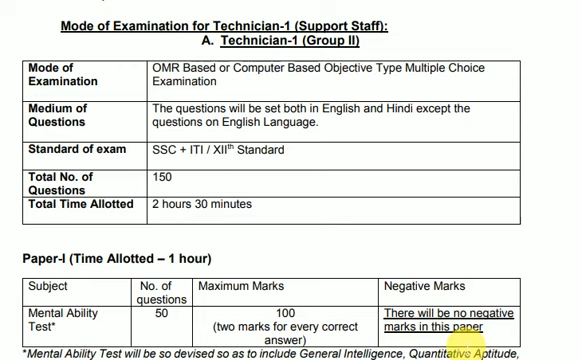 Mode of Examination for Technician-1 (Support Staff):
A. Technician-1 (Group II)
Mode of Examination OMR Based or Computer Based Objective Type Multiple Choice Examination
Medium of Questions The questions will be set both in English and Hindi except the questions on English Language.
Standard of exam SSC + ITI / XIIth Standard
Total No. of Questions 150
Total Time Allotted 2 hours 30 minutes
Paper-I (Time Allotted – 1 hour)
Subject No. of questions Maximum Marks Negative Marks
Mental Ability Test* 50 100 (two marks for every correct answer) There will be no negative marks in this paper
*Mental Ability Test will be so devised so as to include General Intelligence, Quantitative Aptitude,